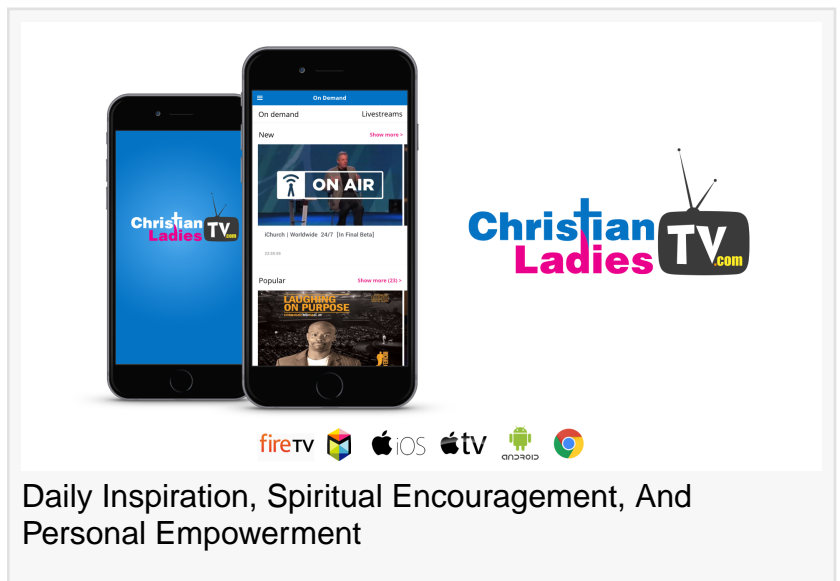 On Demand
On demand Livestreams
New Show more >
ON AIR
iChurch | Worldwide 24/7 [In Final Beta]
Popular Show more (23) >
LAUGHING
ON PURPOSE
Christian
Ladies TV.com
Christian
Ladies TV.com
fireTV iOS tv ANDROID
Daily Inspiration, Spiritual Encouragement, And
Personal Empowerment